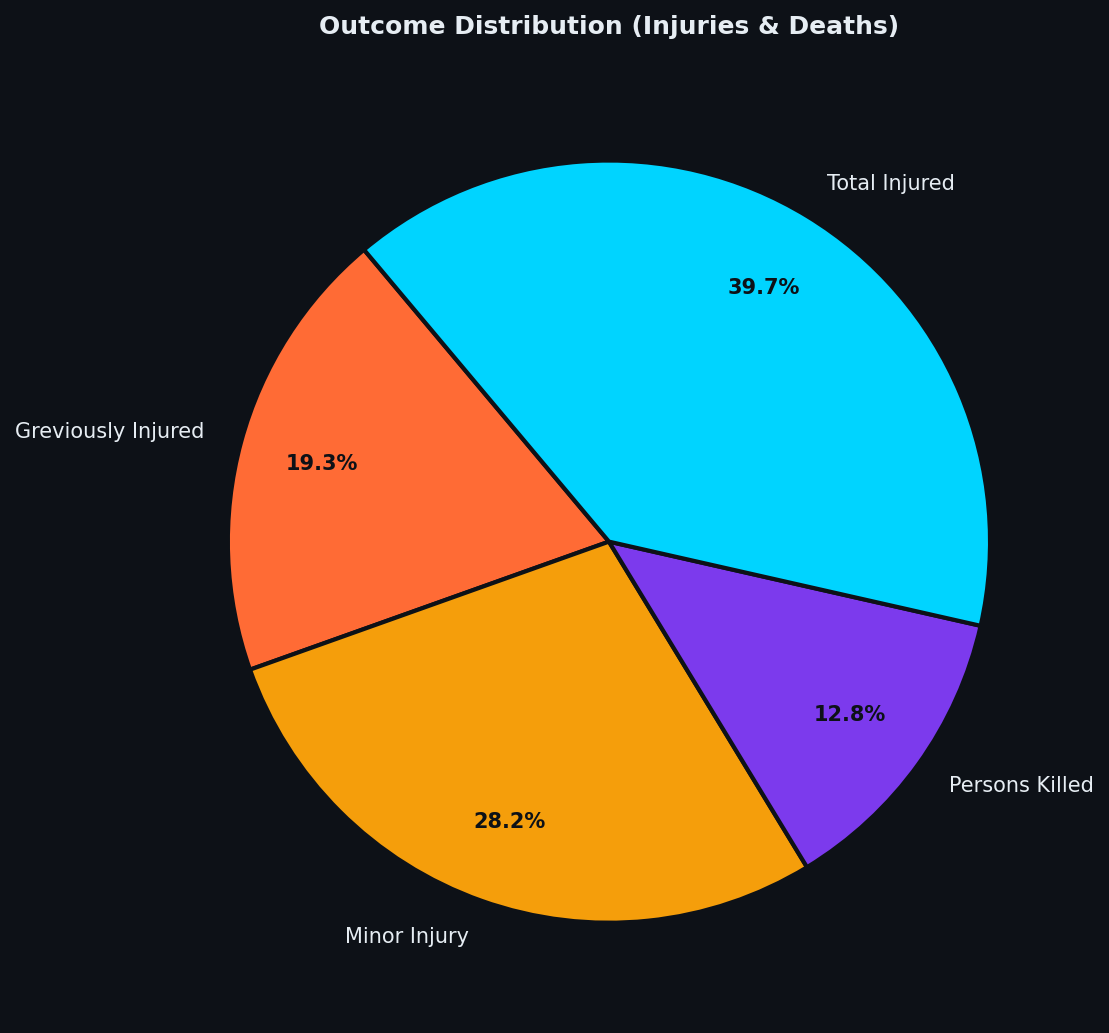 Outcome Distribution (Injuries & Deaths)
Total Injured
39.7%
Greviously Injured
19.3%
12.8%
Persons Killed
28.2%
Minor Injury